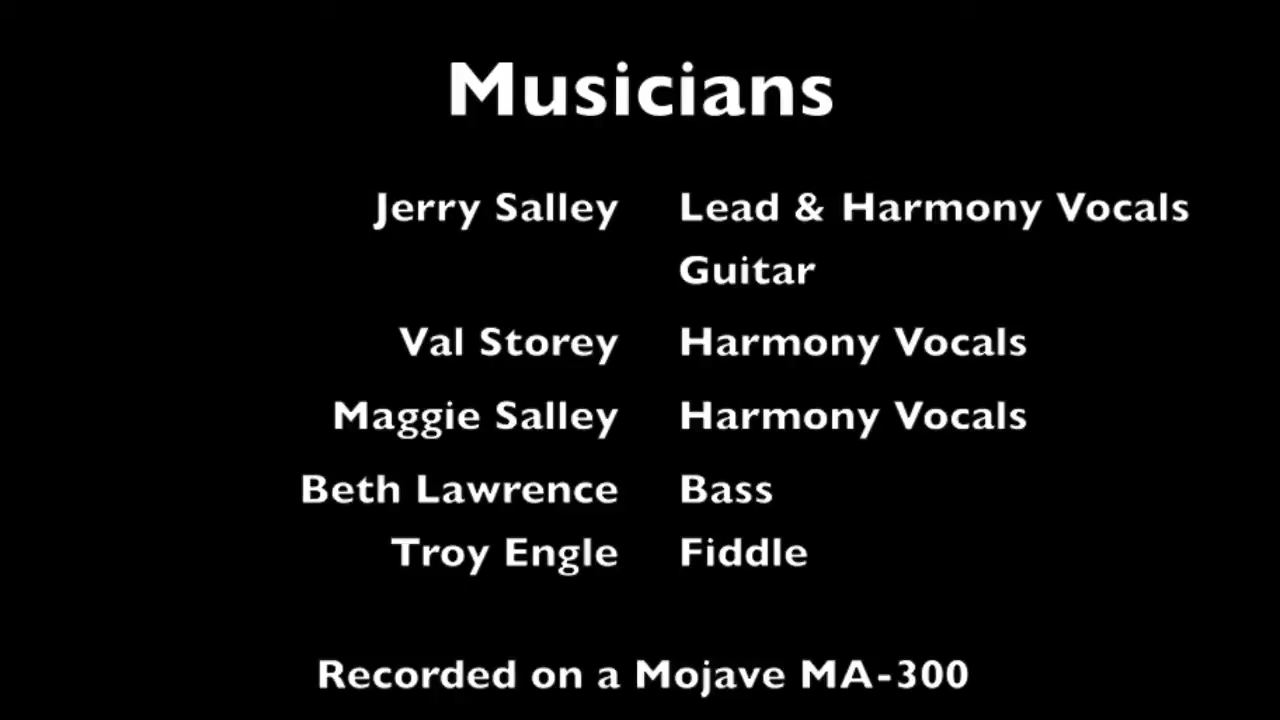 Musicians
Jerry Salley Lead & Harmony Vocals
Guitar
Val Storey Harmony Vocals
Maggie Salley Harmony Vocals
Beth Lawrence Bass
Troy Engle Fiddle
Recorded on a Mojave MA-300